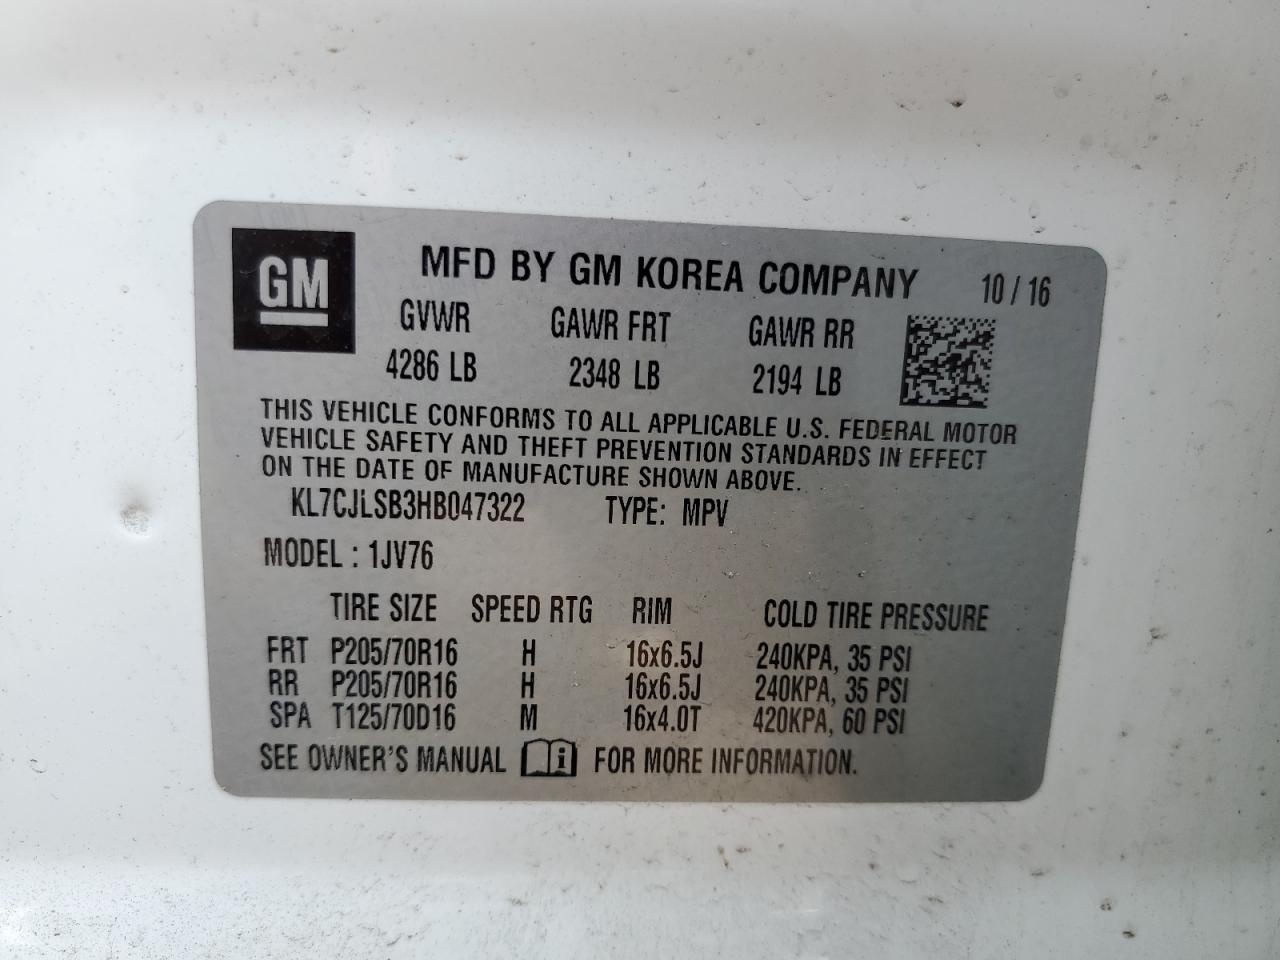 GM
MFD BY GM KOREA COMPANY 10 / 16
GVWR GAWR FRT GAWR RR
4286 LB 2348 LB 2194 LB
THIS VEHICLE CONFORMS TO ALL APPLICABLE U.S. FEDERAL MOTOR
VEHICLE SAFETY AND THEFT PREVENTION STANDARDS IN EFFECT
ON THE DATE OF MANUFACTURE SHOWN ABOVE.
KL7CJLSB3HB047322 TYPE: MPV
MODEL : 1JV76
TIRE SIZE SPEED RTG RIM COLD TIRE PRESSURE
FRT P205/70R16 H 16x6.5J 240KPA, 35 PSI
RR P205/70R16 H 16x6.5J 240KPA, 35 PSI
SPA T125/70D16 M 16x4.0T 420KPA, 60 PSI
SEE OWNER'S MANUAL i FOR MORE INFORMATION.